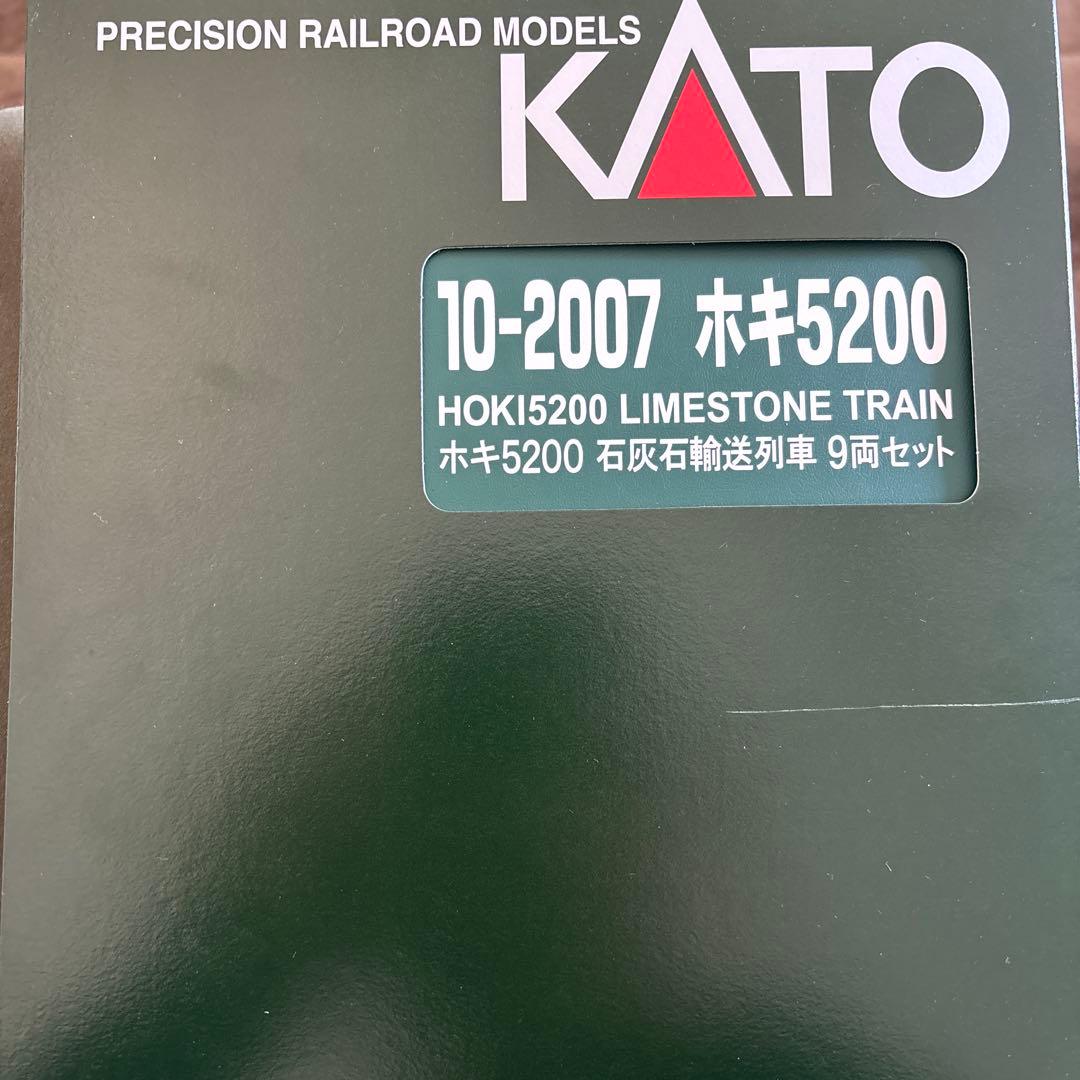 PRECISION RAILROAD MODELS
KATO
10-2007 ホキ5200
HOKI5200 LIMESTONE TRAIN
ホキ5200 石灰石輸送列車 9両セット